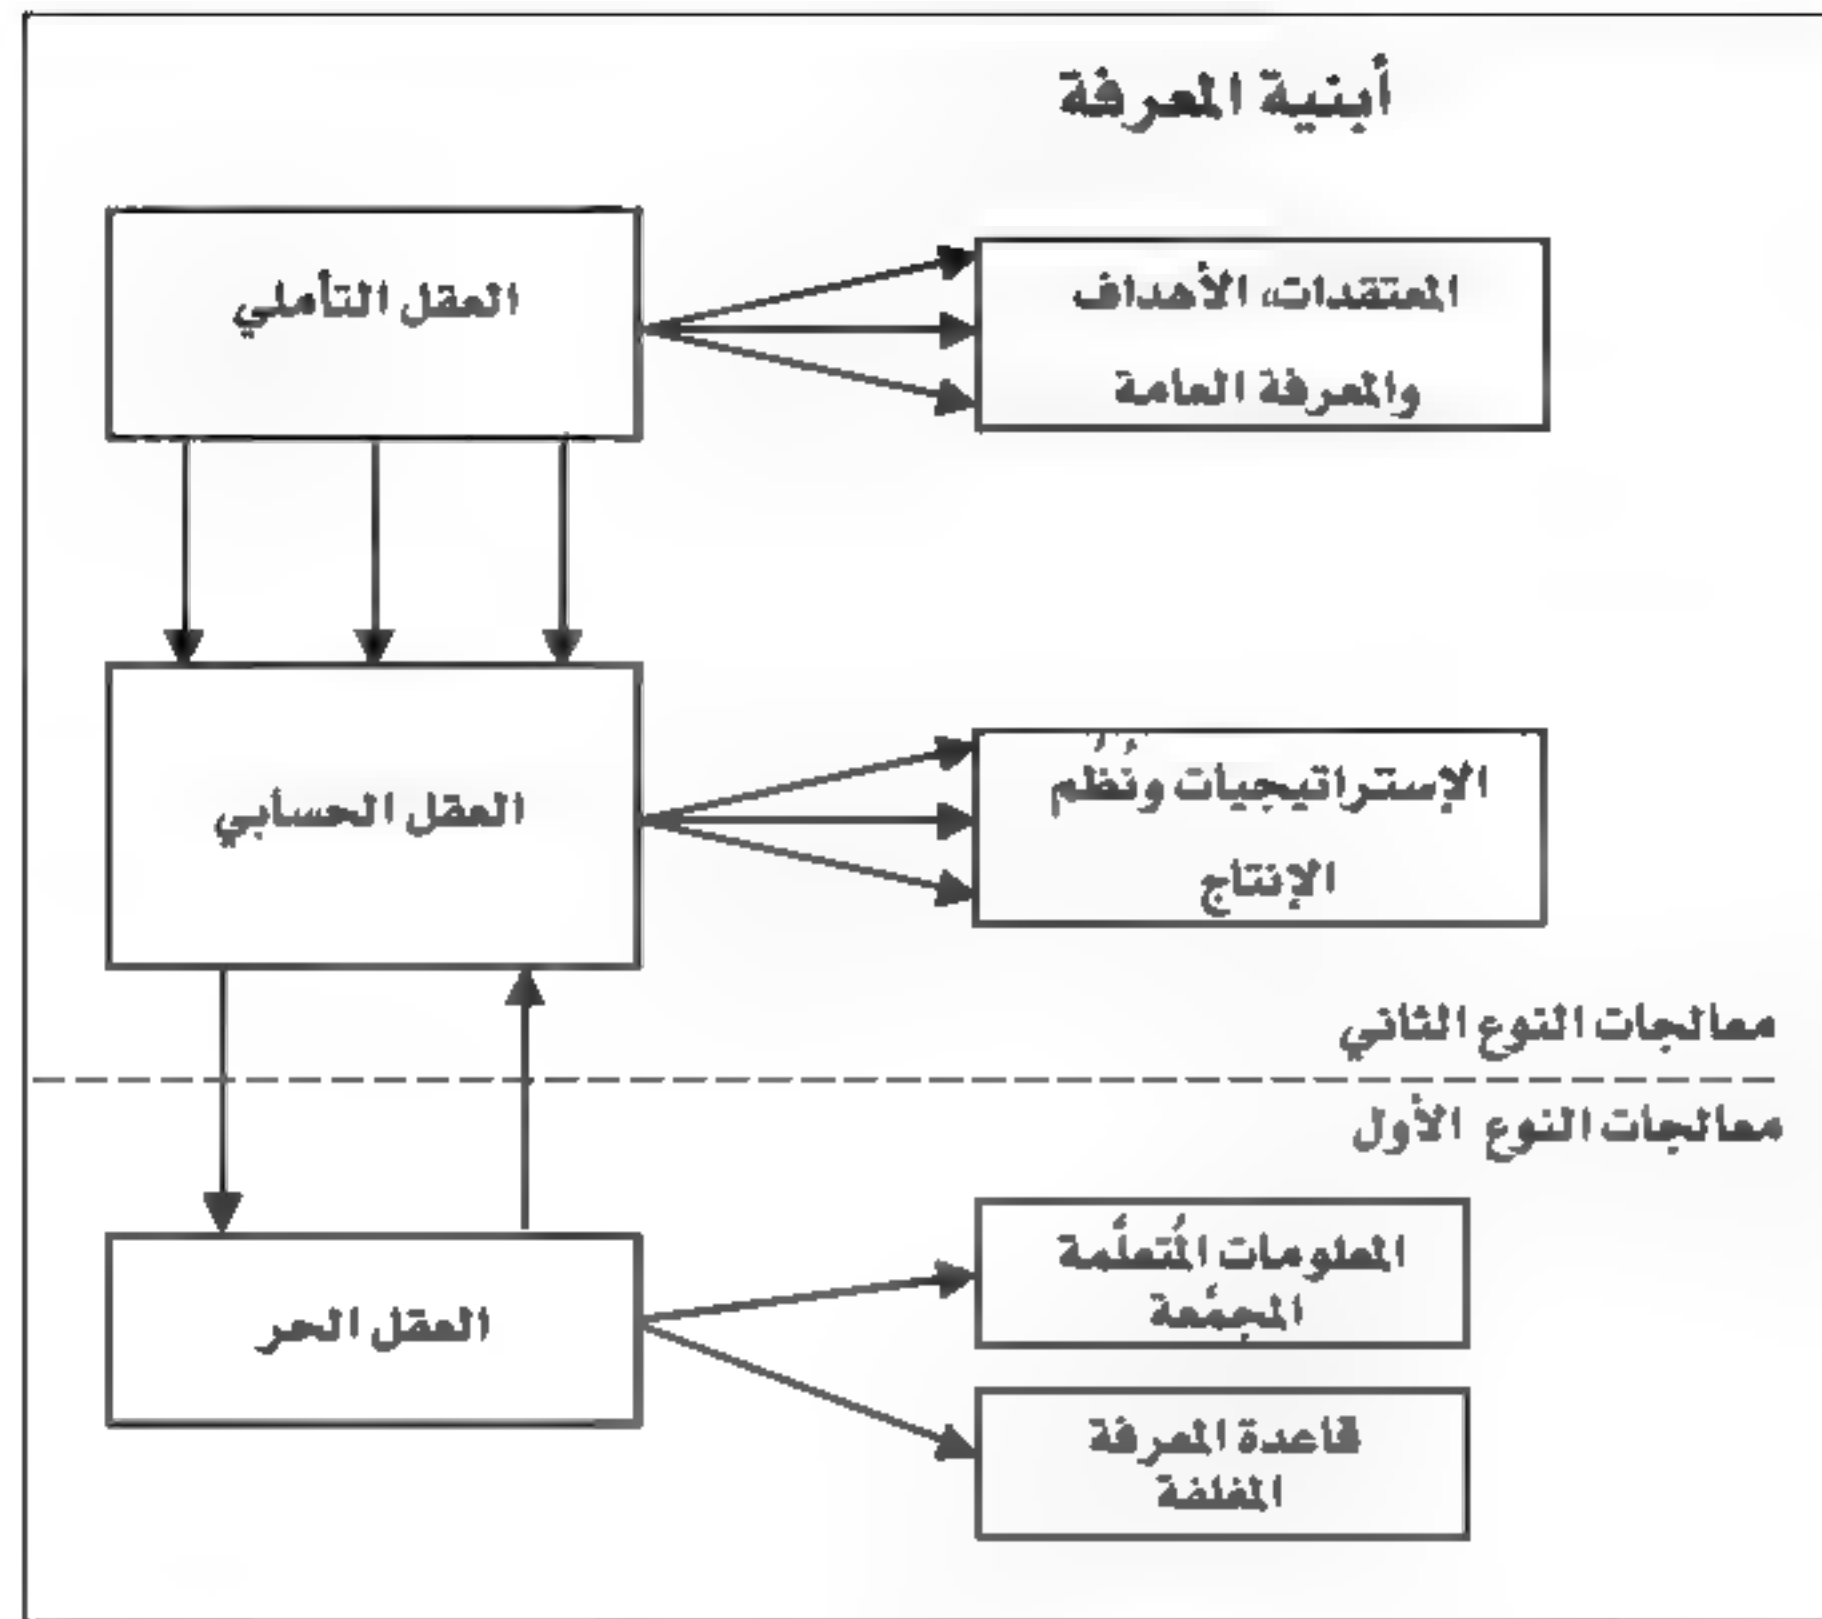 أبنية المعرفة
العقل التأملي
المعتقدات، الأهداف
والمعرفة العامة
العقل الحسابي
الإستراتيجيات ونُظُم
الإنتاج
معالجات النوع الثاني
معالجات النوع الأول
العقل الحر
المعلومات المُتعلَّمة
المجمَّعة
قاعدة المعرفة
المغلفة